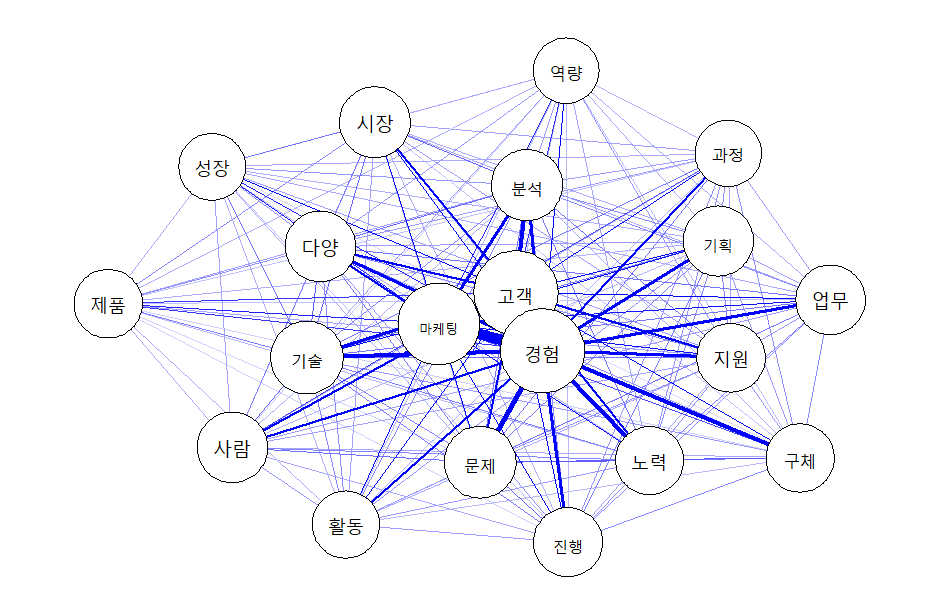 역량
시장
과정
성장
분석
다양
기획
고객
제품
업무
마케팅
경험
기술
지원
사람
문제
노력
구체
활동
진행